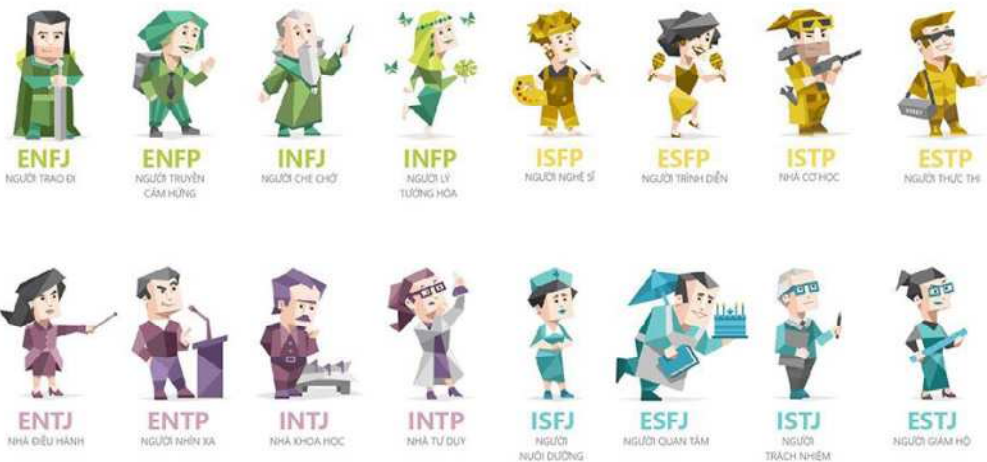 ENFJ
NGƯỜI TRAO ĐI
ENFP
NGƯỜI TRUYỀN
CẢM HỨNG
INFJ
NGƯỜI CHE CHỞ
INFP
NGƯỜI LÝ
TƯỞNG HÓA
ISFP
NGƯỜI NGHỆ SĨ
ESFP
NGƯỜI TRÌNH DIỄN
ISTP
NHÀ CƠ HỌC
ESTP
NGƯỜI THỰC THI
ENTJ
NHÀ ĐIỀU HÀNH
ENTP
NGƯỜI NHÌN XA
INTJ
NHÀ KHOA HỌC
INTP
NHÀ TƯ DUY
ISFJ
NGƯỜI
NUÔI DƯỠNG
ESFJ
NGƯỜI QUAN TÂM
ISTJ
NGƯỜI
TRÁCH NHIỆM
ESTJ
NGƯỜI GIÁM HỘ